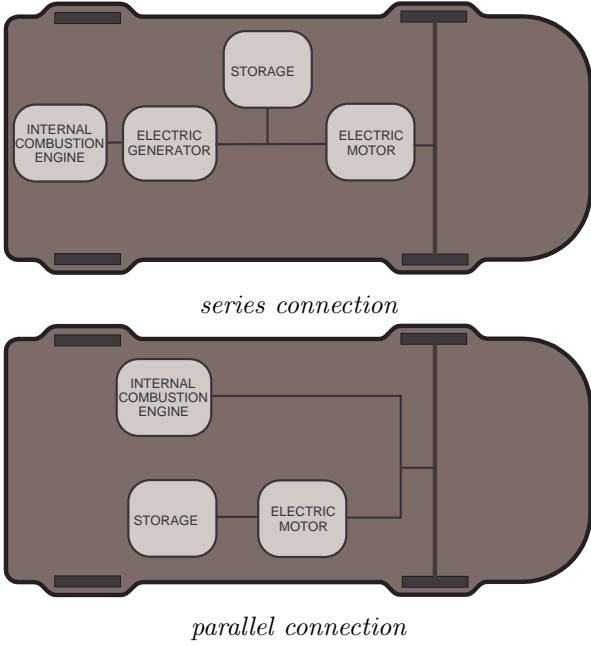 STORAGE
INTERNAL
COMBUSTION
ENGINE
ELECTRIC
GENERATOR
ELECTRIC
MOTOR
series connection
INTERNAL
COMBUSTION
ENGINE
STORAGE
ELECTRIC
MOTOR
parallel connection